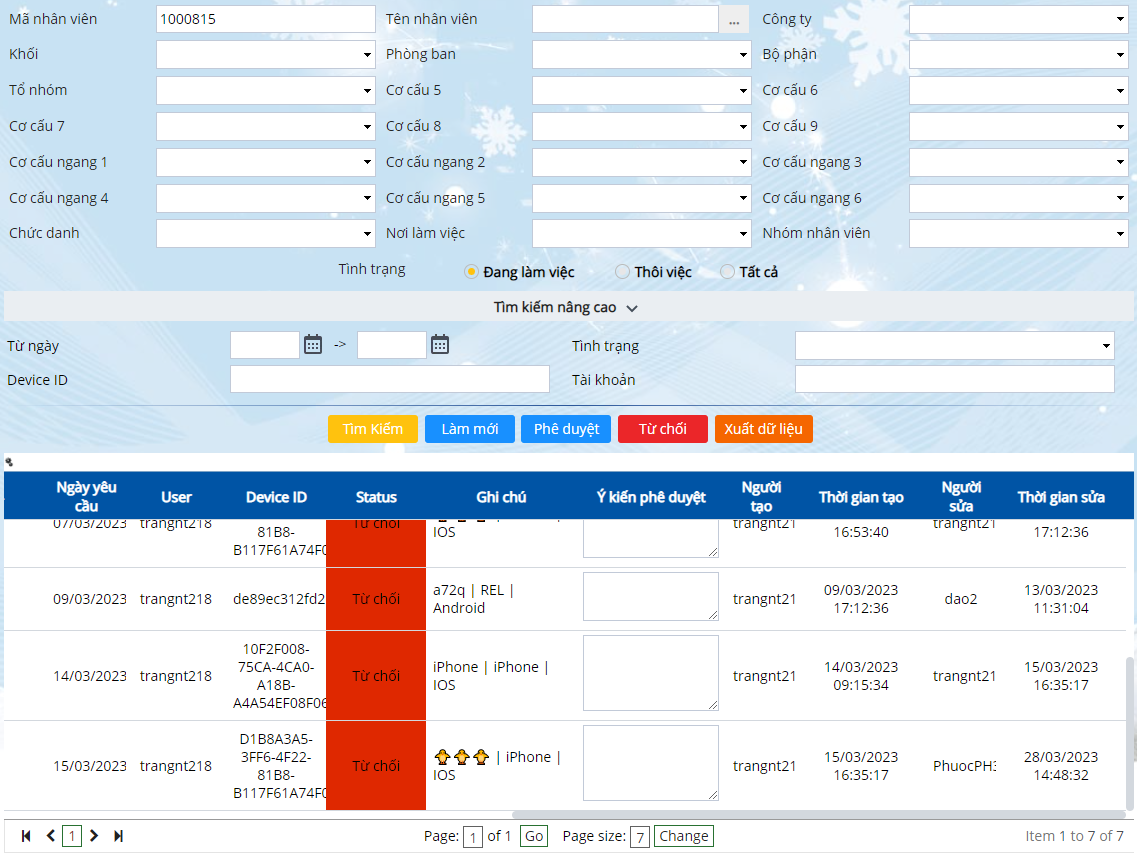 Mã nhân viên 1000815 Tên nhân viên ... Công ty
Khối Phòng ban Bộ phận
Tổ nhóm Cơ cấu 5 Cơ cấu 6
Cơ cấu 7 Cơ cấu 8 Cơ cấu 9
Cơ cấu ngang 1 Cơ cấu ngang 2 Cơ cấu ngang 3
Cơ cấu ngang 4 Cơ cấu ngang 5 Cơ cấu ngang 6
Chức danh Nơi làm việc Nhóm nhân viên
Tình trạng Đang làm việc Thôi việc Tất cả
Tìm kiếm nâng cao
Từ ngày -> Tình trạng
Device ID Tài khoản
Tìm Kiếm Làm mới Phê duyệt Từ chối Xuất dữ liệu
Ngày yêu
cầu
User
Device ID
Status
Ghi chú
Ý kiến phê duyệt
Người
tạo
Thời gian tạo
Người
sửa
Thời gian sửa
07/03/2023
trangnt218
81B8-
B117F61A74F0
Từ chối
IOS
trangnt21
16:53:40
trangnt21
17:12:36
09/03/2023
trangnt218
de89ec312fd2
Từ chối
a72q | REL |
Android
trangnt21
09/03/2023
17:12:36
dao2
13/03/2023
11:31:04
14/03/2023
trangnt218
10F2F008-
75CA-4CA0-
A18B-
A4A54EF08F06
Từ chối
iPhone | iPhone |
IOS
trangnt21
14/03/2023
09:15:34
trangnt21
15/03/2023
16:35:17
15/03/2023
trangnt218
D1B8A3A5-
3FF6-4F22-
81B8-
B117F61A74F0
Từ chối
| iPhone |
IOS
trangnt21
15/03/2023
16:35:17
PhuocPH3
28/03/2023
14:48:32
1 Page: 1 of 1 Go Page size: 7 Change Item 1 to 7 of 7